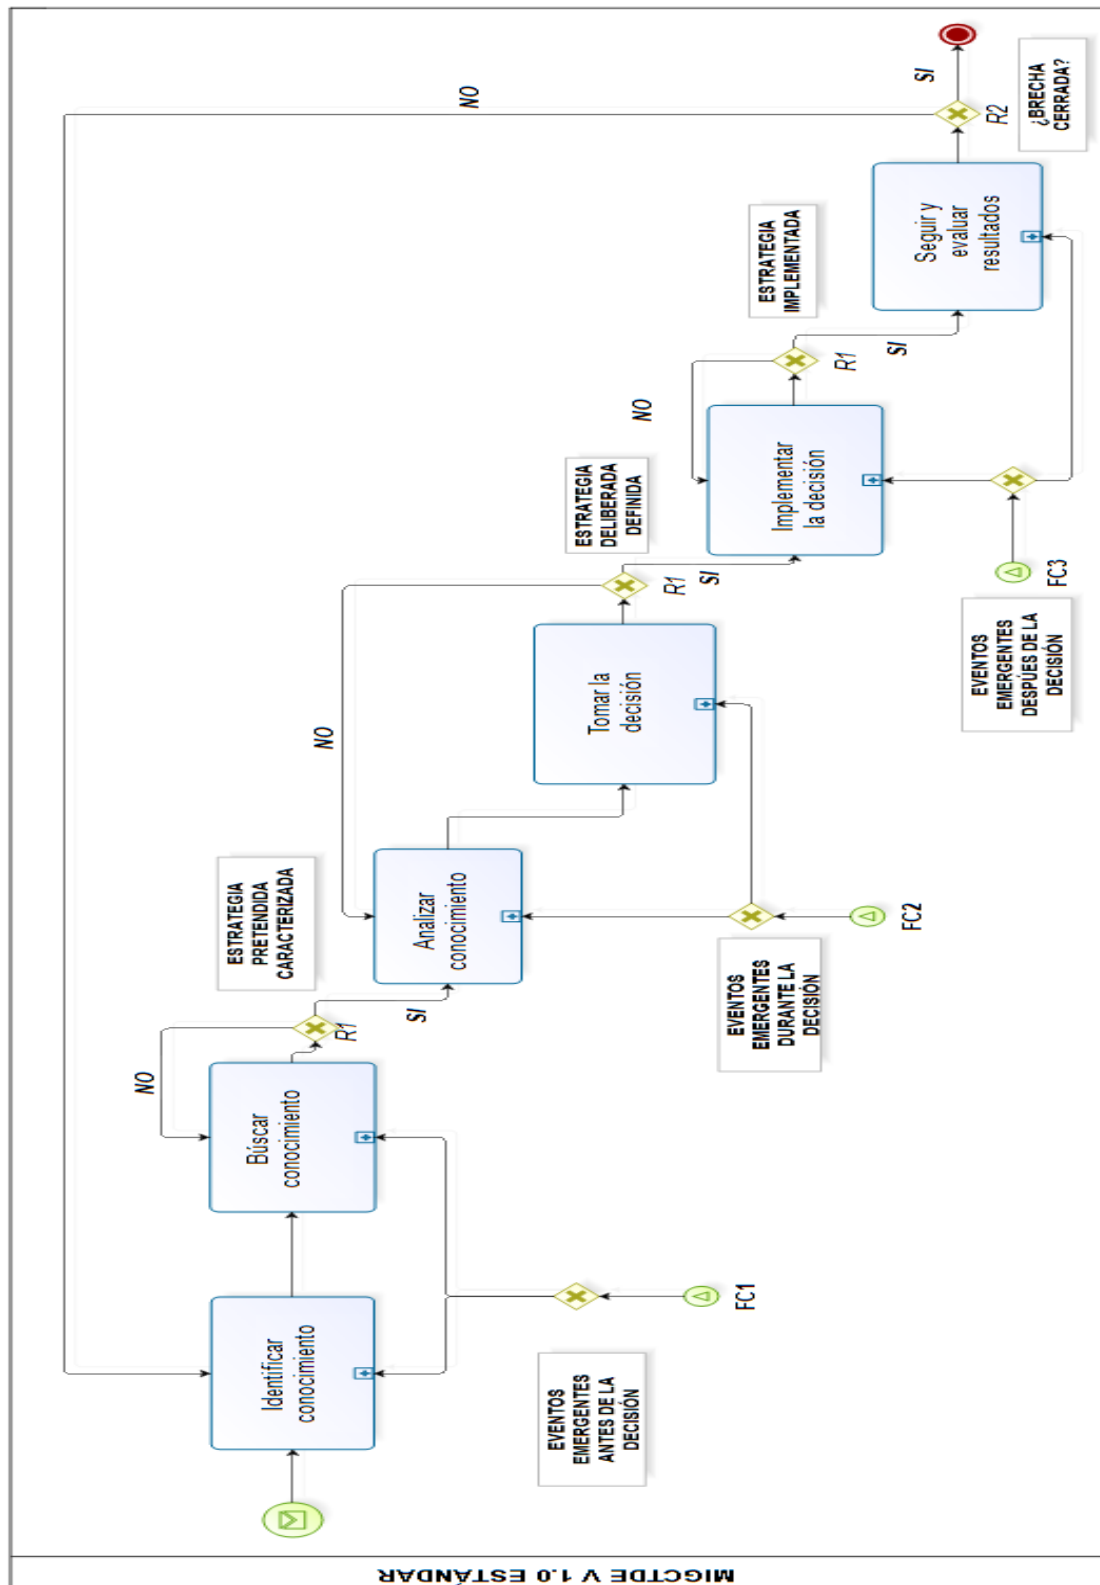 MIGCTDE V 1.0 ESTÁNDAR
Identificar
conocimiento
EVENTOS
EMERGENTES
ANTES DE LA
DECISIÓN
FC1
Búscar
conocimiento
NO
R1
SI
ESTRATEGIA
PRETENDIDA
CARACTERIZADA
Analizar
conocimiento
EVENTOS
EMERGENTES
DURANTE LA
DECISIÓN
FC2
NO
Tomar la
decisión
R1
SI
ESTRATEGIA
DELIBERADA
DEFINIDA
Implementar
la decisión
NO
R1
SI
ESTRATEGIA
IMPLEMENTADA
EVENTOS
EMERGENTES
DESPÚES DE LA
DECISIÓN
FC3
Seguir y
evaluar
resultados
NO
R2
SI
¿BRECHA
CERRADA?